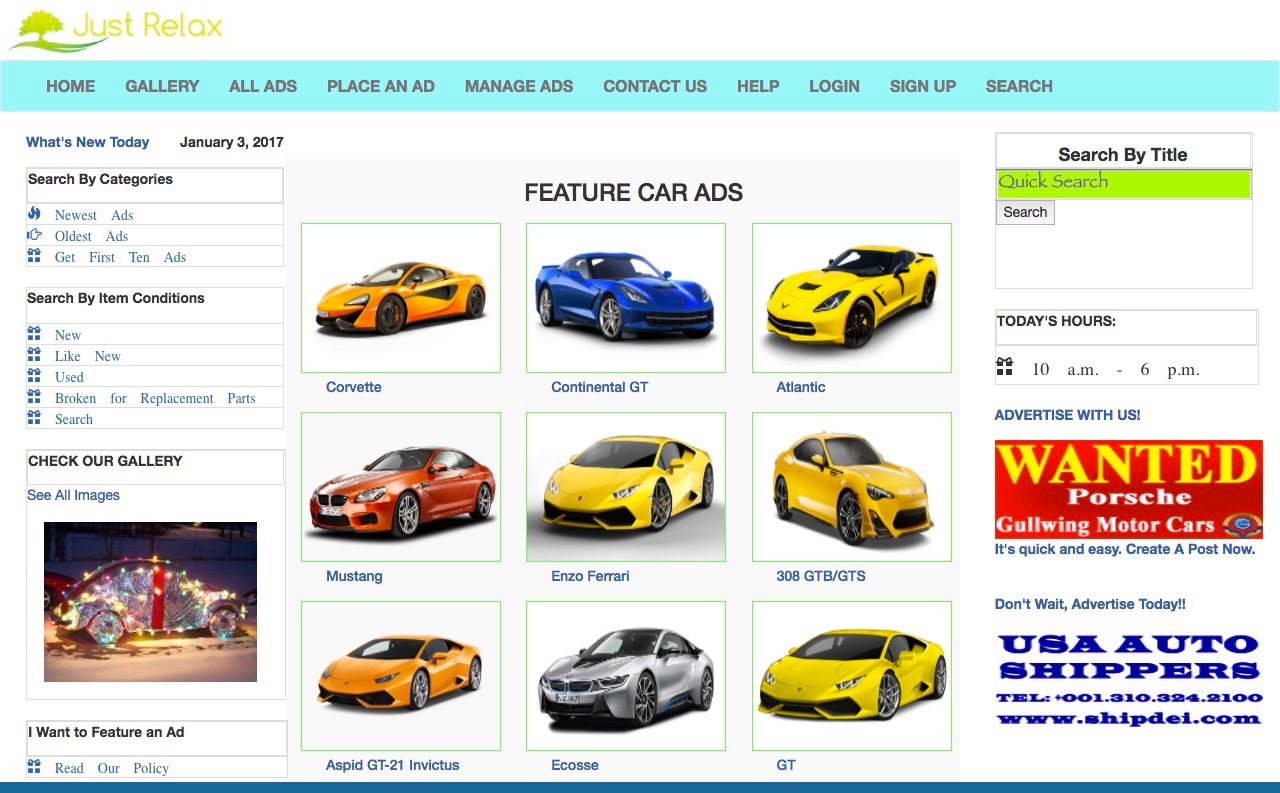 Just Relax
HOME GALLERY ALL ADS PLACE AN AD MANAGE ADS CONTACT US HELP LOGIN SIGN UP SEARCH
What's New Today January 3, 2017
Search By Categories
Newest Ads
Oldest Ads
Get First Ten Ads
Search By Item Conditions
New
Like New
Used
Broken for Replacement Parts
Search
CHECK OUR GALLERY
See All Images
I Want to Feature an Ad
Read Our Policy
FEATURE CAR ADS
Corvette
Continental GT
Atlantic
Mustang
Enzo Ferrari
308 GTB/GTS
Aspid GT-21 Invictus
Ecosse
GT
Search By Title
Quick Search
Search
TODAY'S HOURS:
10 a.m. - 6 p.m.
ADVERTISE WITH US!
WANTED
Porsche
Gullwing Motor Cars
It's quick and easy. Create A Post Now.
Don't Wait, Advertise Today!!
USA AUTO
SHIPPERS
TEL: +001.310.324.2100
www.shipdei.com